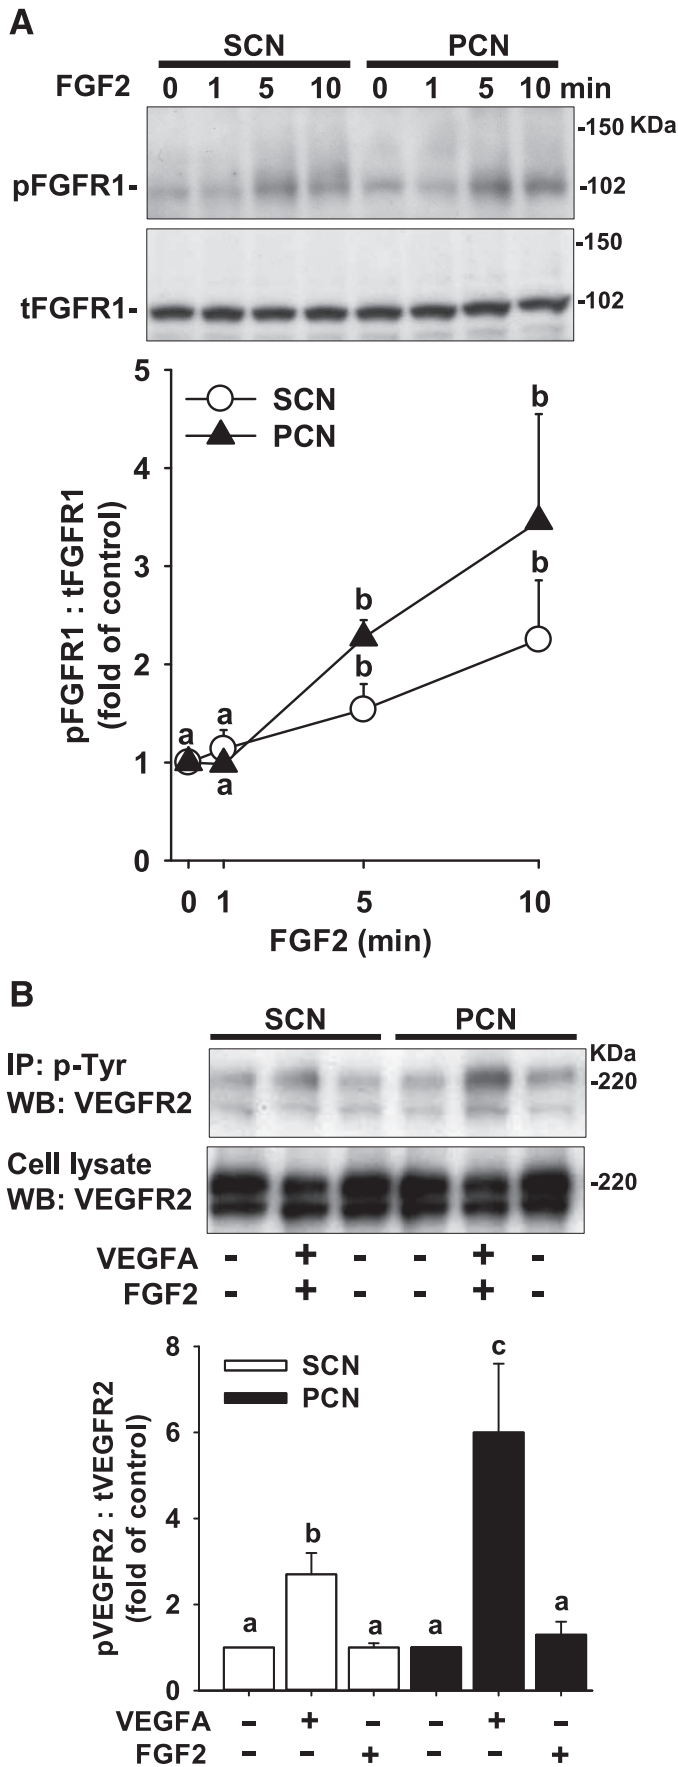 A
SCN PCN
FGF2 0 1 5 10 0 1 5 10 min
-150 KDa
pFGFR1- -102
-150
tFGFR1- -102
5
4
3
2
1
0
pFGFR1 : tFGFR1
(fold of control)
SCN
PCN
b
b
b
b
a a
a
0 1 5 10
FGF2 (min)
B
SCN PCN
KDa
IP: p-Tyr
WB: VEGFR2
-220
Cell lysate
WB: VEGFR2
-220
VEGFA - + - - + -
FGF2 - + - - + -
8
6
4
2
0
pVEGFR2 : tVEGFR2
(fold of control)
SCN
PCN
a b a a c a
VEGFA - + - - + -
FGF2 - - + - - +